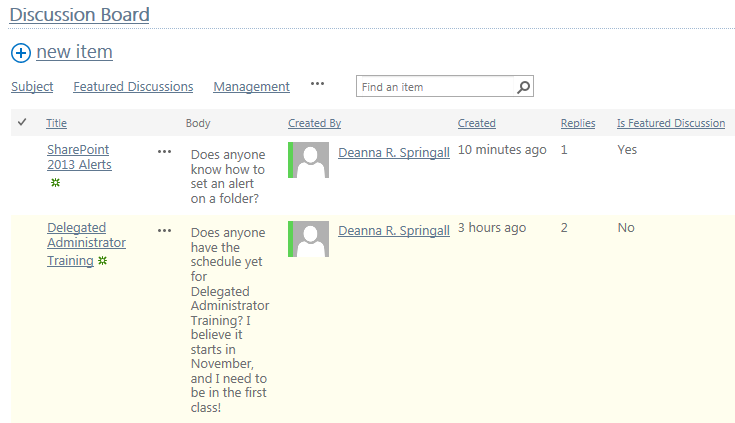 Discussion Board
new item
Subject Featured Discussions Management ...
Find an item
Title Body Created By Created Replies Is Featured Discussion
SharePoint
2013 Alerts
...
Does anyone
know how to
set an alert
on a folder?
Deanna R. Springall 10 minutes ago 1 Yes
Delegated
Administrator
Training
...
Does anyone
have the
schedule yet
for
Delegated
Administrator
Training? I
believe it
starts in
November,
and I need to
be in the first
class!
Deanna R. Springall 3 hours ago 2 No